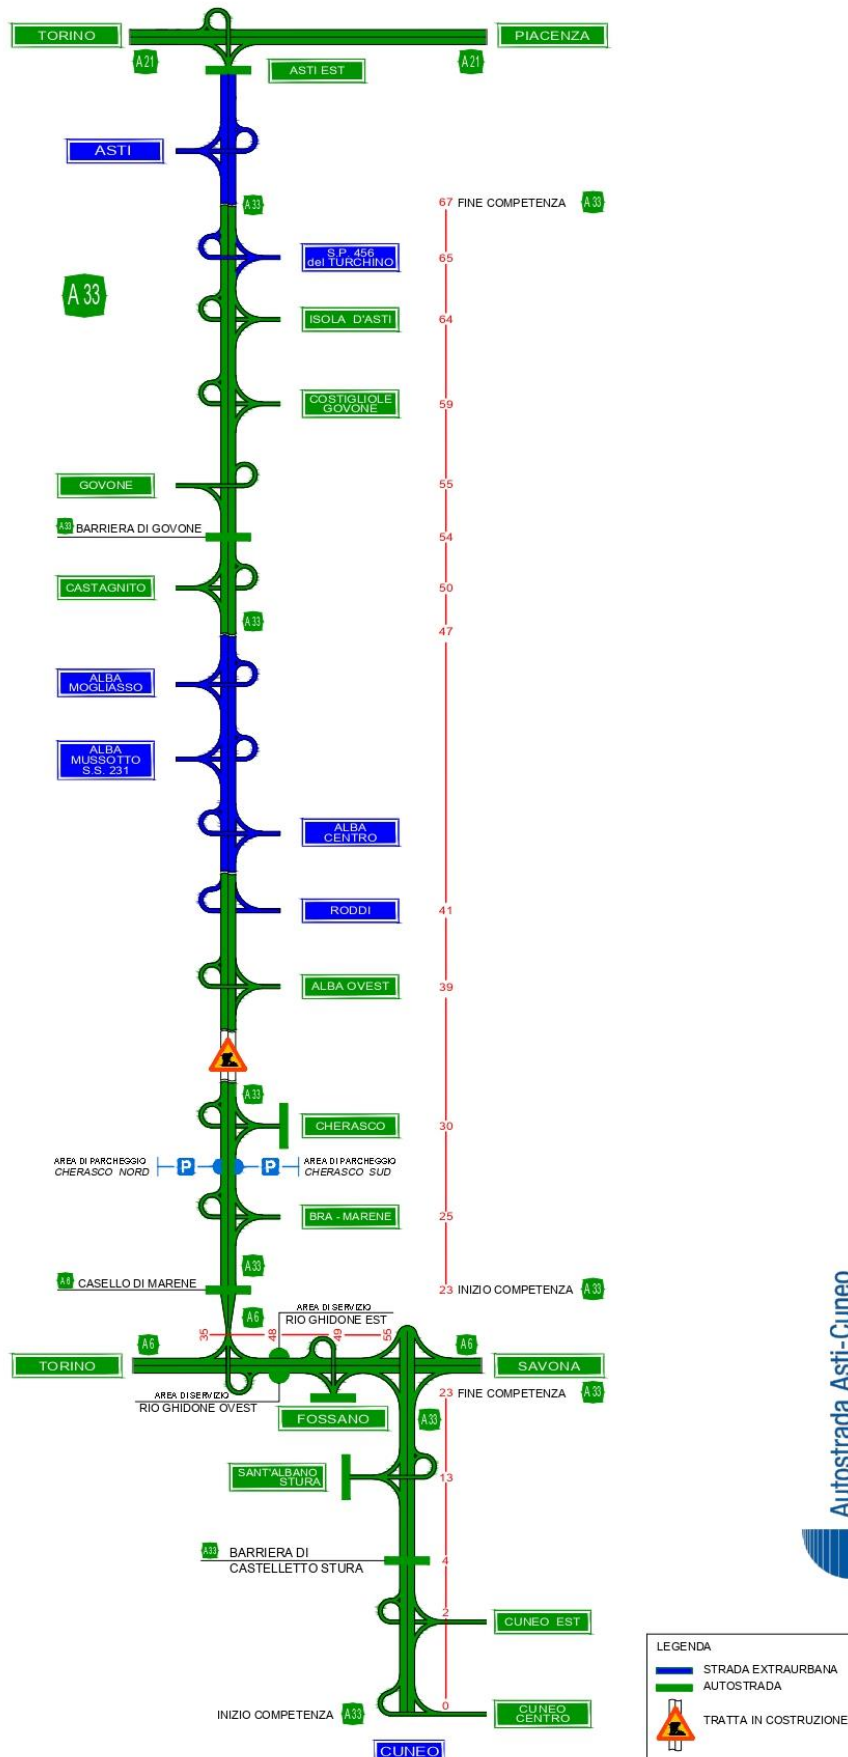 TORINO
PIACENZA
A21
A21
ASTI EST
ASTI
A33
67 FINE COMPETENZA A33
S.P. 456
del TURCHINO
65
A 33
ISOLA D'ASTI
64
COSTIGLIOLE
GOVONE
59
GOVONE
55
A33 BARRIERA DI GOVONE
54
CASTAGNITO
50
A33
47
ALBA
MOGLIASSO
ALBA
MUSSOTTO
S.S. 231
ALBA
CENTRO
RODDI
41
ALBA OVEST
39
A33
CHERASCO
30
AREA DI PARCHEGGIO
CHERASCO NORD
P
P
AREA DI PARCHEGGIO
CHERASCO SUD
BRA - MARENE
25
A33
A6 CASELLO DI MARENE
23 INIZIO COMPETENZA A33
AREA DI SERVIZIO
RIO GHIDONE EST
A6
35
48
49
55
A6
A6
TORINO
SAVONA
AREA DI SERVIZIO
RIO GHIDONE OVEST
23 FINE COMPETENZA A33
FOSSANO
A33
SANT'ALBANO
STURA
13
A33 BARRIERA DI
CASTELLETTO STURA
4
2
CUNEO EST
0
INIZIO COMPETENZA A33
CUNEO
CENTRO
CUNEO
Autostrada Asti-Cuneo
LEGENDA
STRADA EXTRAURBANA
AUTOSTRADA
TRATTA IN COSTRUZIONE